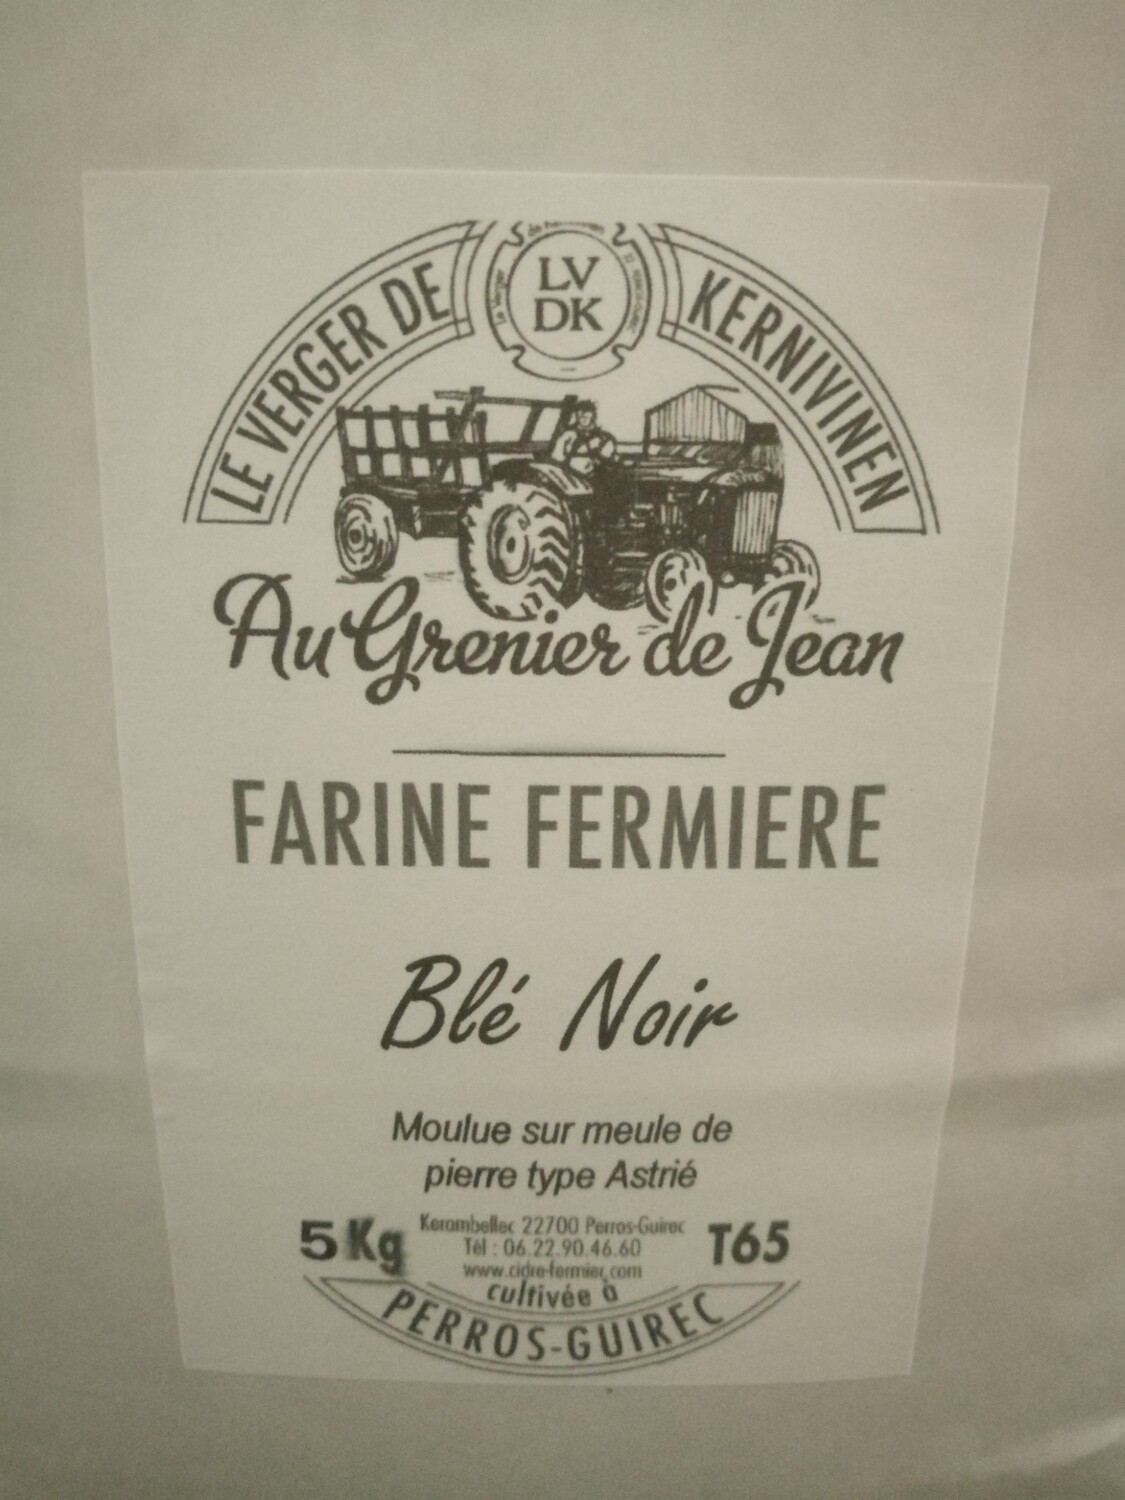 LE VERGER DE
LV
DK
KERNIVINEN
Le Verger
Au Grenier de Jean
FARINE FERMIERE
Blé Noir
Moulue sur meule de
pierre type Astrié
5 Kg
Kerambellec 22700 Perros-Guirec
Tél : 06.22.90.46.60
www.cidre-fermier.com
T65
cultivée à
PERROS-GUIREC